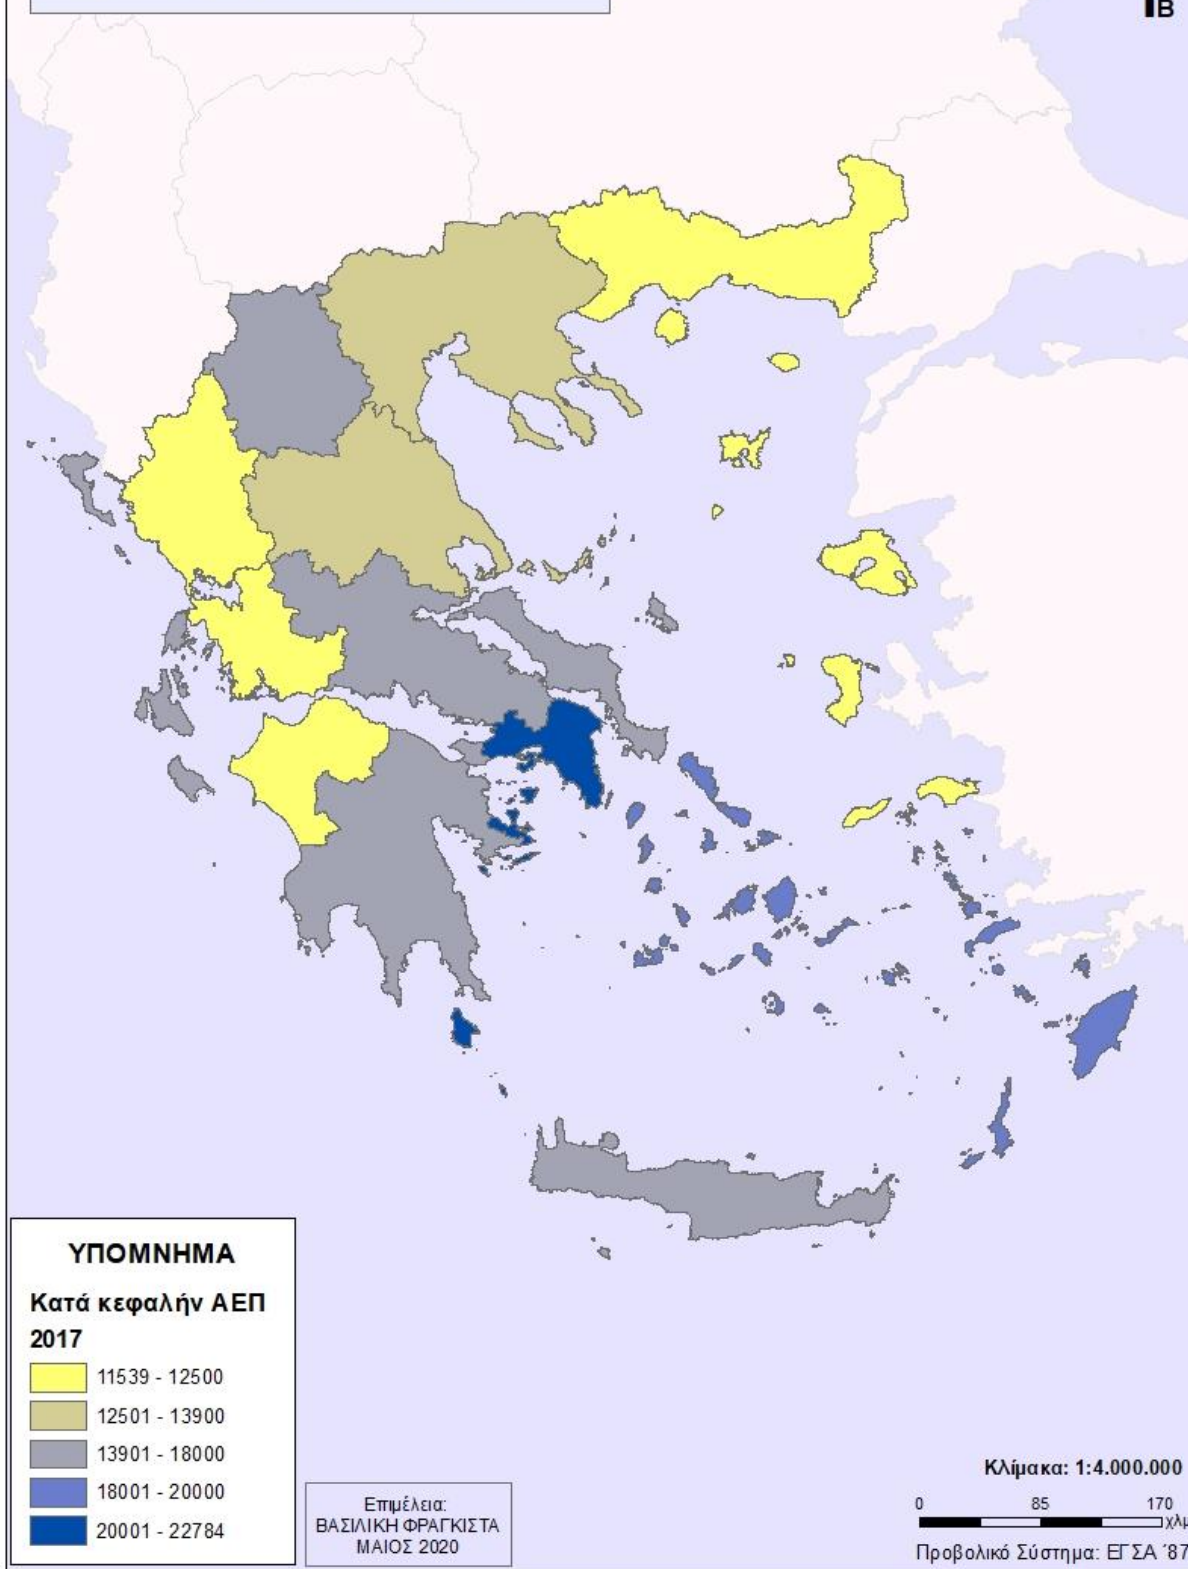 Β
ΥΠΟΜΝΗΜΑ
Κατά κεφαλήν ΑΕΠ
2017
11539 - 12500
12501 - 13900
13901 - 18000
18001 - 20000
20001 - 22784
Επιμέλεια:
ΒΑΣΙΛΙΚΗ ΦΡΑΓΚΙΣΤΑ
ΜΑΙΟΣ 2020
Κλίμακα: 1:4.000.000
0 85 170
χλμ
Προβολικό Σύστημα: ΕΓΣΑ '87